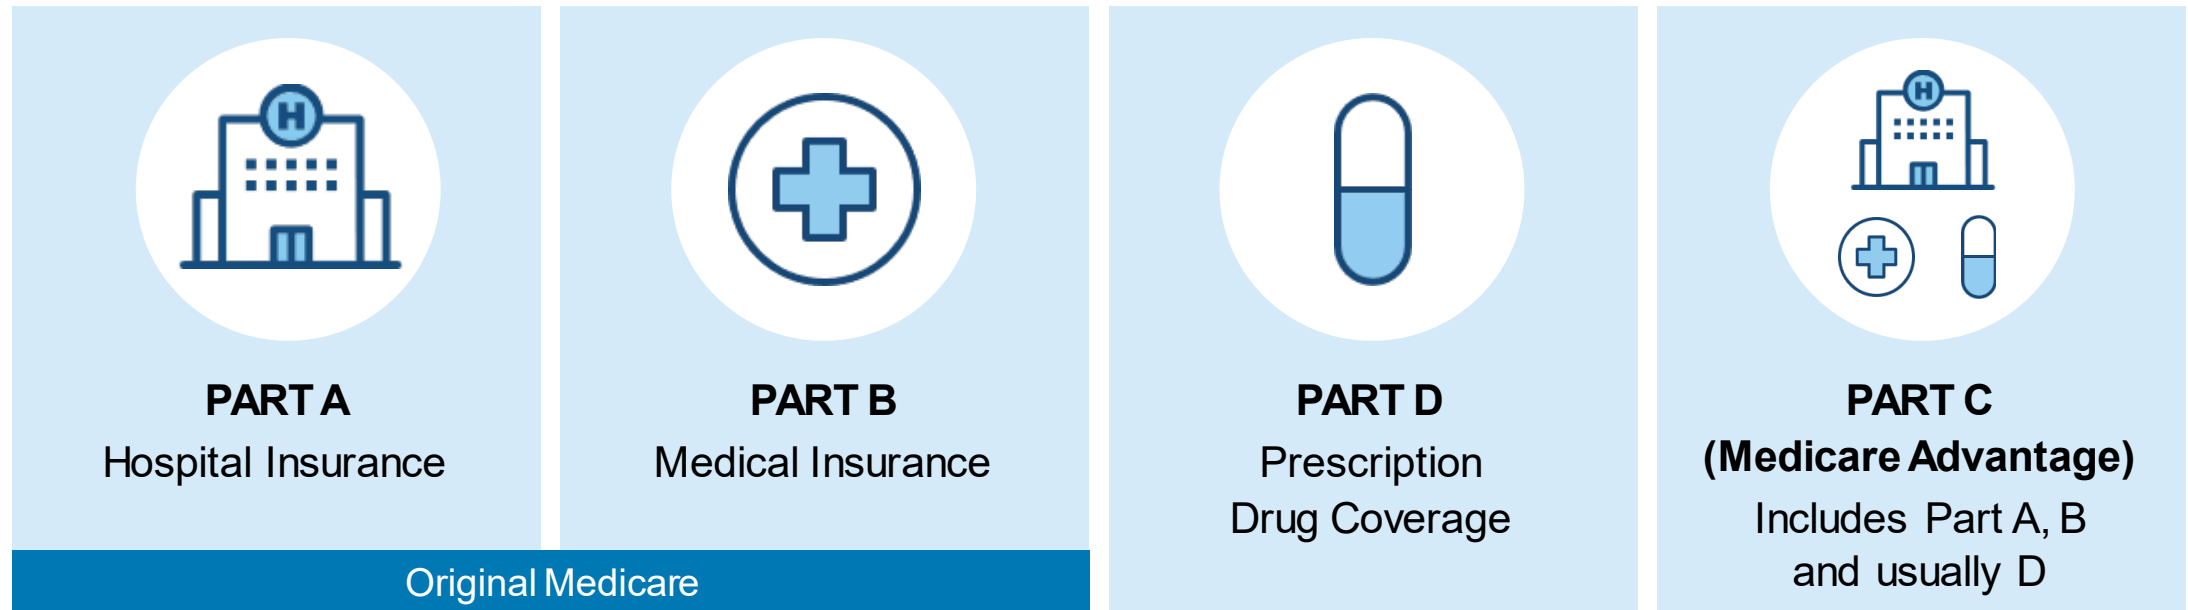 H
PART A
Hospital Insurance
PART B
Medical Insurance
Original Medicare
PART D
Prescription
Drug Coverage
H
PART C
(Medicare Advantage)
Includes Part A, B
and usually D